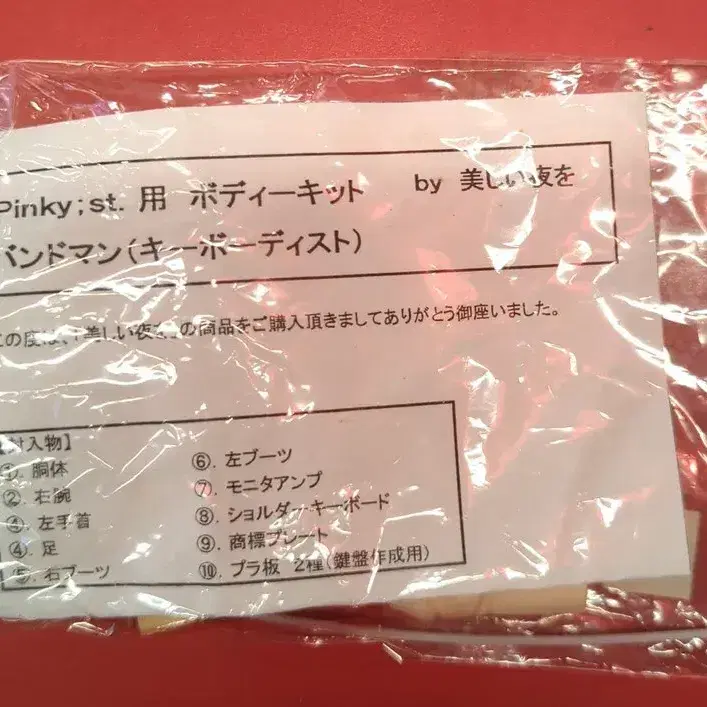 Pinky;st. 用 ボディーキット by 美しい夜を
バンドマン(キーボーディスト)
この度は、「美しい夜を」の商品をご購入頂きましてありがとう御座いました。
【封入物】
①. 胴体
②. 右腕
④. 左手首
④. 足
⑤. 右ブーツ
⑥. 左ブーツ
⑦. モニタアンプ
⑧. ショルダーキーボード
⑨. 商標プレート
⑩. プラ板 2種(鍵盤作成用)